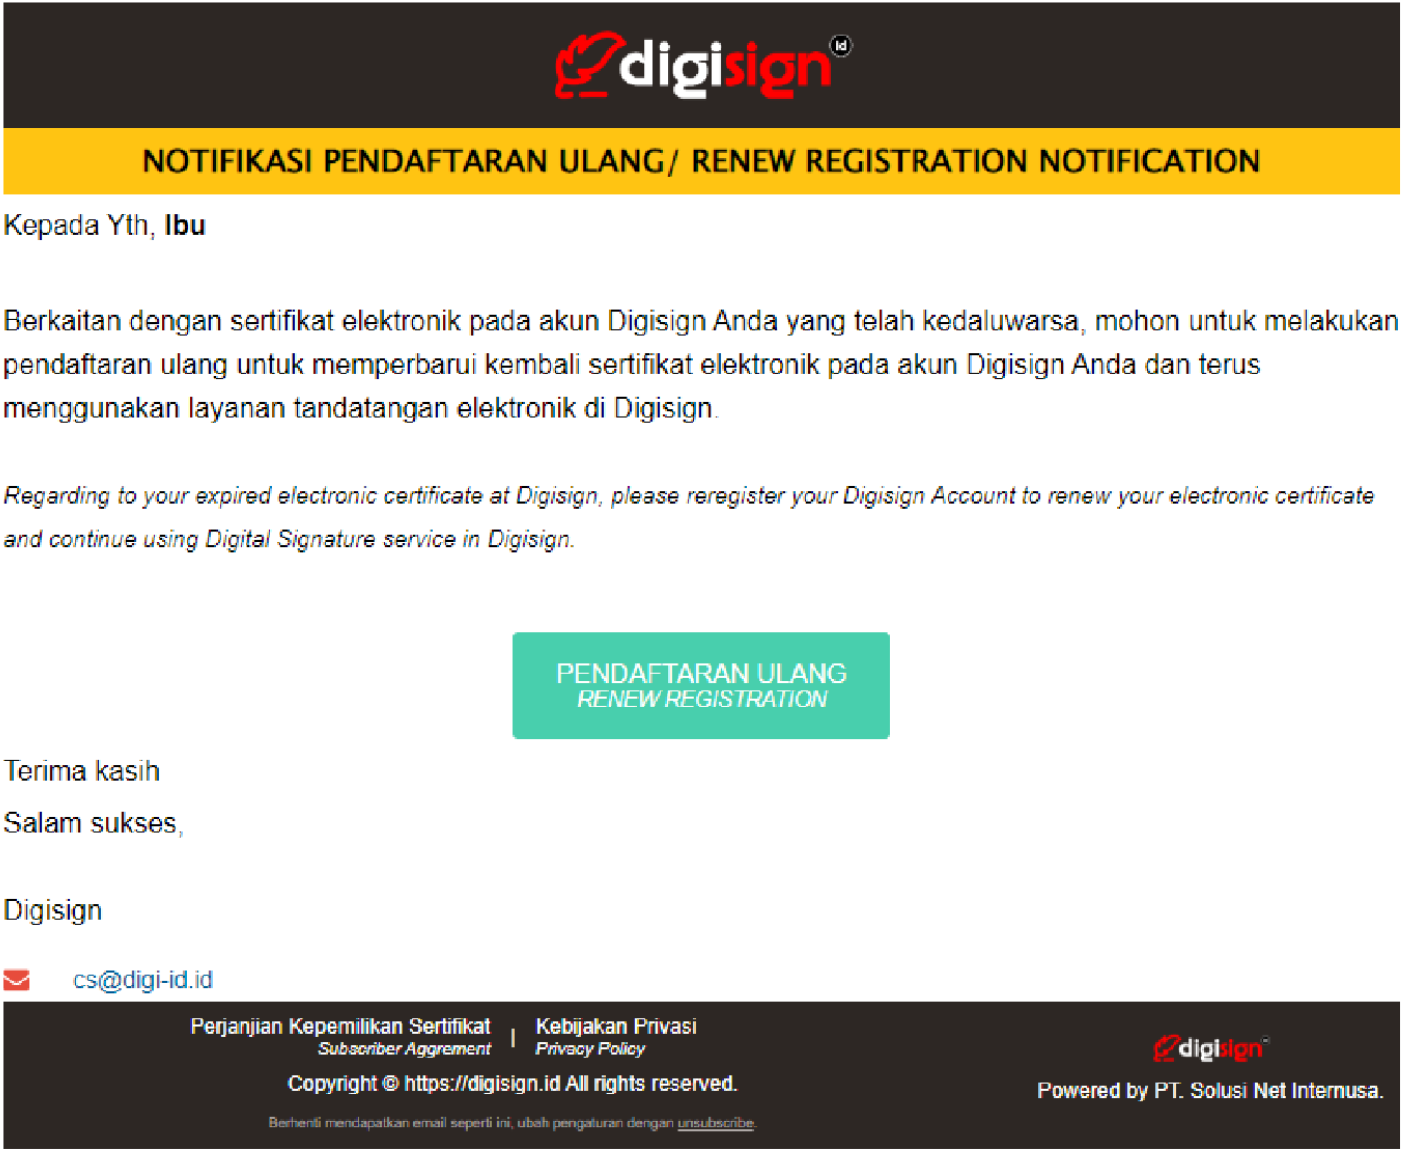 digisign id
NOTIFIKASI PENDAFTARAN ULANG/ RENEW REGISTRATION NOTIFICATION
Kepada Yth, Ibu
Berkaitan dengan sertifikat elektronik pada akun Digisign Anda yang telah kedaluwarsa, mohon untuk melakukan
pendaftaran ulang untuk memperbarui kembali sertifikat elektronik pada akun Digisign Anda dan terus
menggunakan layanan tandatangan elektronik di Digisign.
Regarding to your expired electronic certificate at Digisign, please reregister your Digisign Account to renew your electronic certificate
and continue using Digital Signature service in Digisign.
PENDAFTARAN ULANG
RENEW REGISTRATION
Terima kasih
Salam sukses,
Digisign
cs@digi-id.id
Perjanjian Kepemilikan Sertifikat | Kebijakan Privasi
Subscriber Aggrement Privacy Policy
Copyright © https://digisign.id All rights reserved.
Berhenti mendapatkan email seperti ini, ubah pengaturan dengan unsubscribe.
digisign
Powered by PT. Solusi Net Internusa.